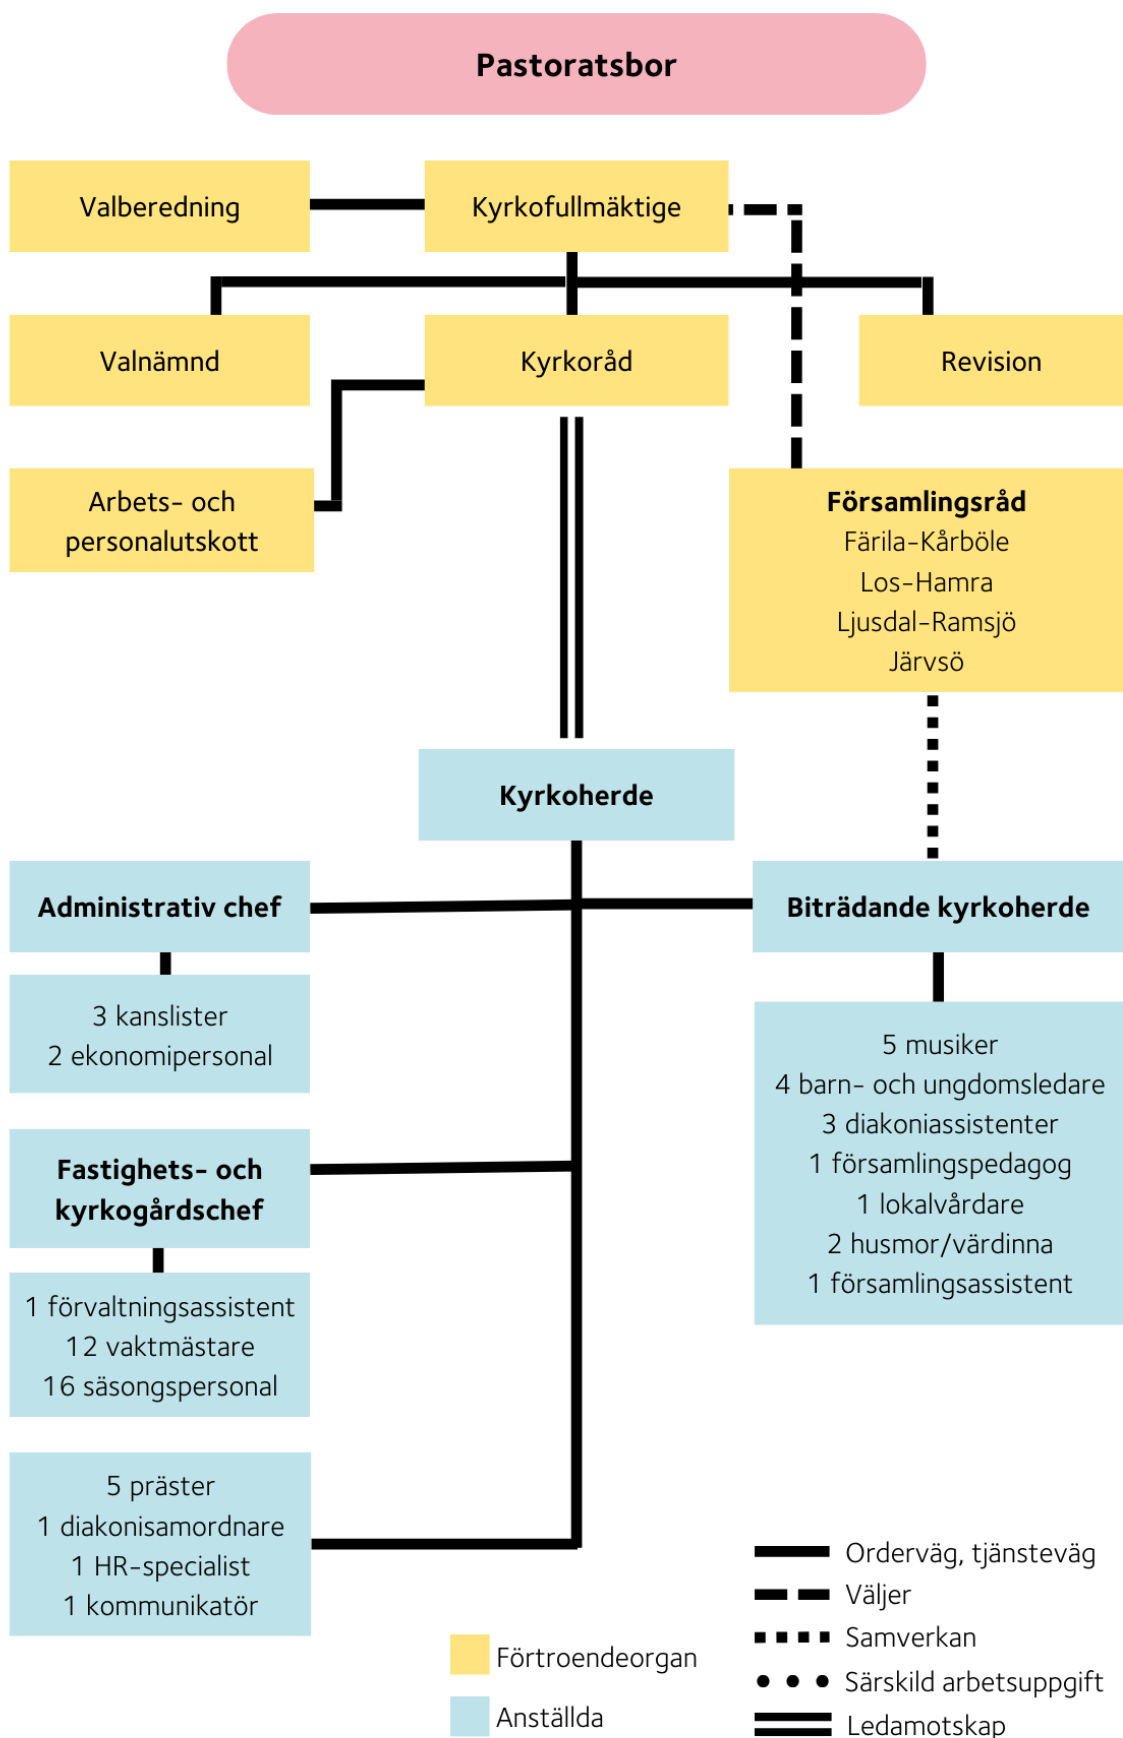 Pastoratsbor
Valberedning
Kyrkofullmäktige
Valnämnd
Kyrkoråd
Revision
Arbets- och
personalutskott
Församlingsråd
Färila-Kårböle
Los-Hamra
Ljusdal-Ramsjö
Järvsö
Kyrkoherde
Administrativ chef
Biträdande kyrkoherde
3 kanslister
2 ekonomipersonal
5 musiker
4 barn- och ungdomsledare
3 diakoniassistenter
1 församlingspedagog
1 lokalvårdare
2 husmor/värdinna
1 församlingsassistent
Fastighets- och
kyrkogårdschef
1 förvaltningsassistent
12 vaktmästare
16 säsongspersonal
5 präster
1 diakonisamordnare
1 HR-specialist
1 kommunikatör
Förtroendeorgan
Anställda
Orderväg, tjänsteväg
Väljer
Samverkan
Särskild arbetsuppgift
Ledamotskap